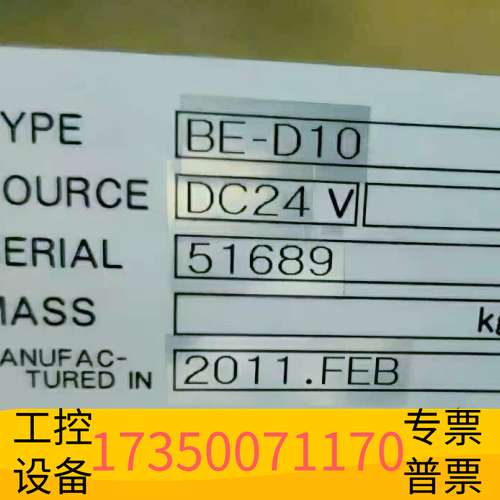 YPE BE-D10
OURCE DC24 V
ERIAL 51689
MASS kg
ANUFAC-
TURED IN 2011.FEB
工控 专票
17350071170
设备 普票